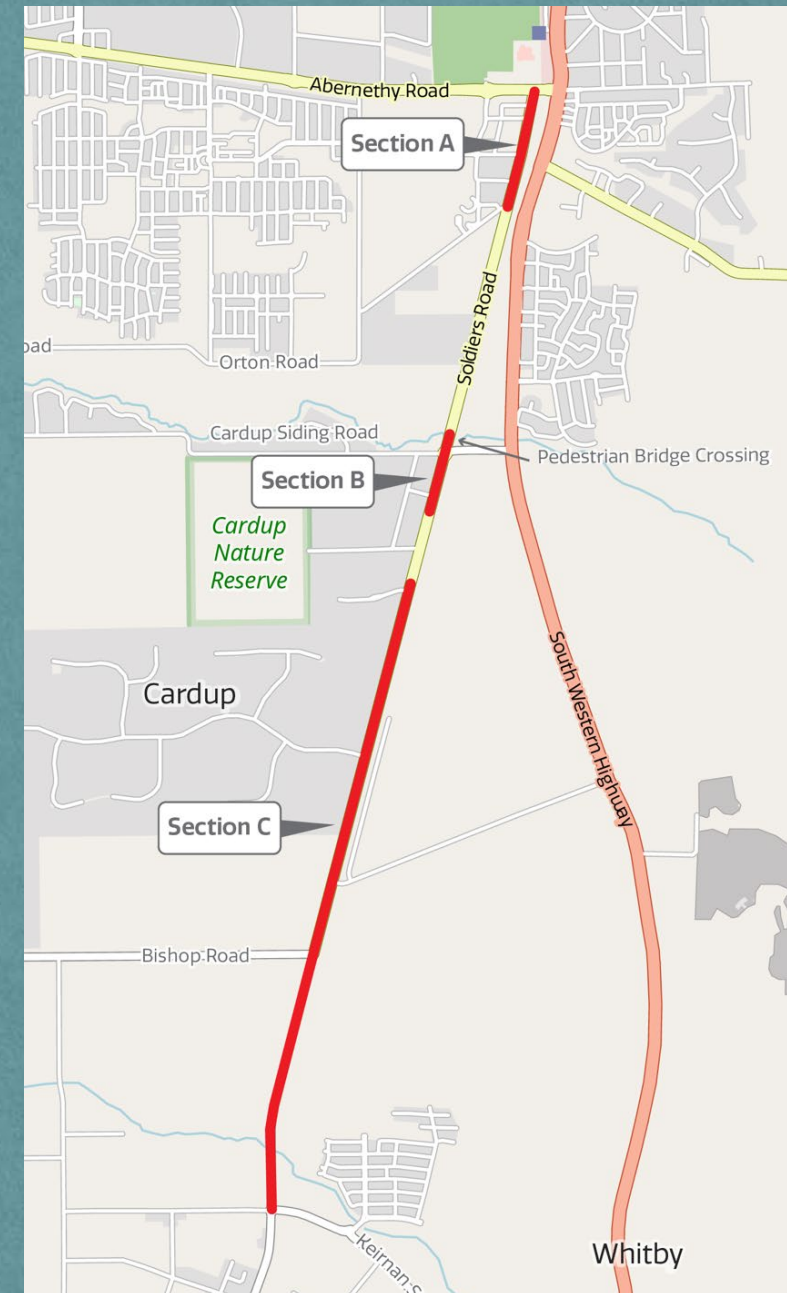 Abernethy Road
Section A
Soldiers Road
Orton Road
Cardup Siding Road
Pedestrian Bridge Crossing
Section B
Cardup
Nature
Reserve
South Western Highway
Cardup
Section C
Bishop Road
Whitby